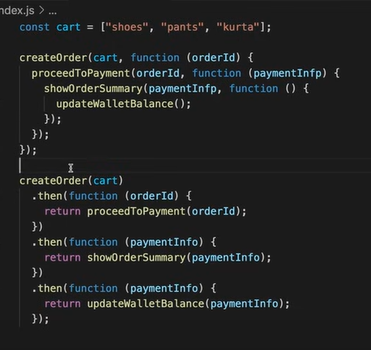 index.js > ...
const cart = ["shoes", "pants", "kurta"];
createOrder(cart, function (orderId) {
  proceedToPayment(orderId, function (paymentInfp) {
    showOrderSummary(paymentInfp, function () {
      updateWalletBalance();
    });
  });
});
createOrder(cart)
  .then(function (orderId) {
    return proceedToPayment(orderId);
  })
  .then(function (paymentInfo) {
    return showOrderSummary(paymentInfo);
  })
  .then(function (paymentInfo) {
    return updateWalletBalance(paymentInfo);
  });